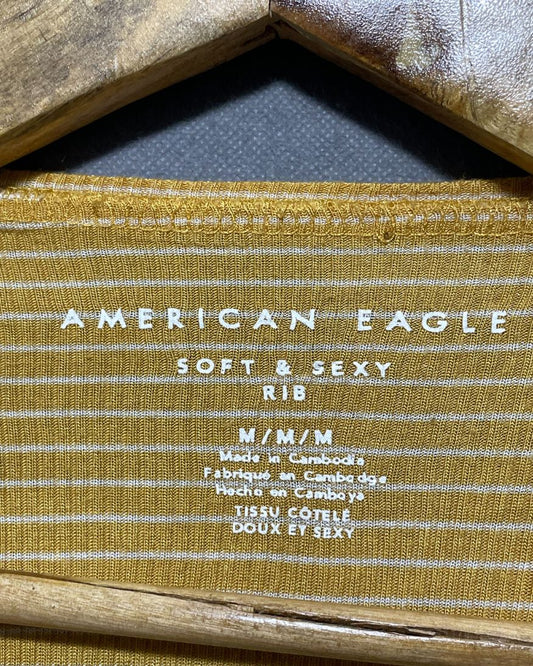 AMERICAN EAGLE
SOFT & SEXY
RIB
M/M/M
Made in Cambodia
Fabriqué en Cambodge
Hecho en Camboya
TISSU CÔTELÉ
DOUX ET SEXY